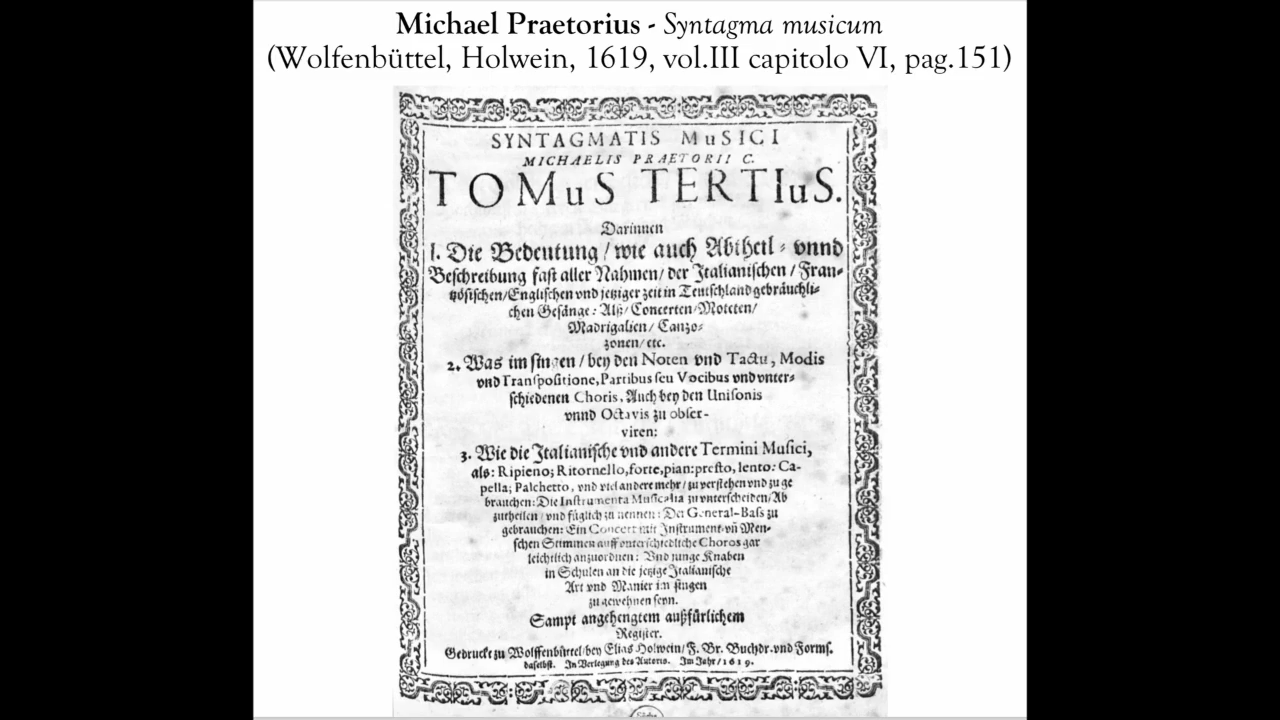 Michael Praetorius - Syntagma musicum
(Wolfenbüttel, Holwein, 1619, vol.III capitolo VI, pag.151)
SYNTAGMATIS MuSICI
MICHAELIS PRAETORII C.
TOMuS TERTIuS.
Darinnen
1. Die Bedeutung / wie auch Abtheil- vnnd
Beschreibung fast aller Nahmen / der Italianischen / Fran-
tzösischen / Englischen vnd jetziger zeit in Teutschland gebräuchli-
chen Gesänge: Alß / Concerten / Moteten /
Madrigalien / Canzo-
zonen / etc.
2. Was im singen / bey den Noten vnd Tactu, Modis
vnd Transpositione, Partibus seu Vocibus vnd vnter-
schiedenen Choris, Auch bey den Unisonis
vnnd Octavis zu obser-
viren:
3. Wie die Italianische vnd andere Termini Musici,
als: Ripieno; Ritornello, forte, pian: presto, lento: Ca-
pella; Palchetto, vnd viel andere mehr / zu verstehen vnd zu ge
brauchen: Die Instrumenta Musicalia zu vnterscheiden / Ab
zutheilen / vnd füglich zu nennen: Der General-Bass zu
gebrauchen: Ein Concert mit Instrument- vñ Men-
schen Stimmen auff vnterschiedliche Choros gar
leichtlich anzuordnen: Vnd junge Knaben
in Schulen an die jetzige Italianische
Art vnd Manier im singen
zu gewehnen seyn.
Sampt angehengtem außfürlichem
Register.
Gedruckt zu Wolffenbüttel / bey Elias Holwein / F. Br. Buchdr. vnd Formß.
daselbst. In Verlegung des Autoris. Im Jahr / 1619.